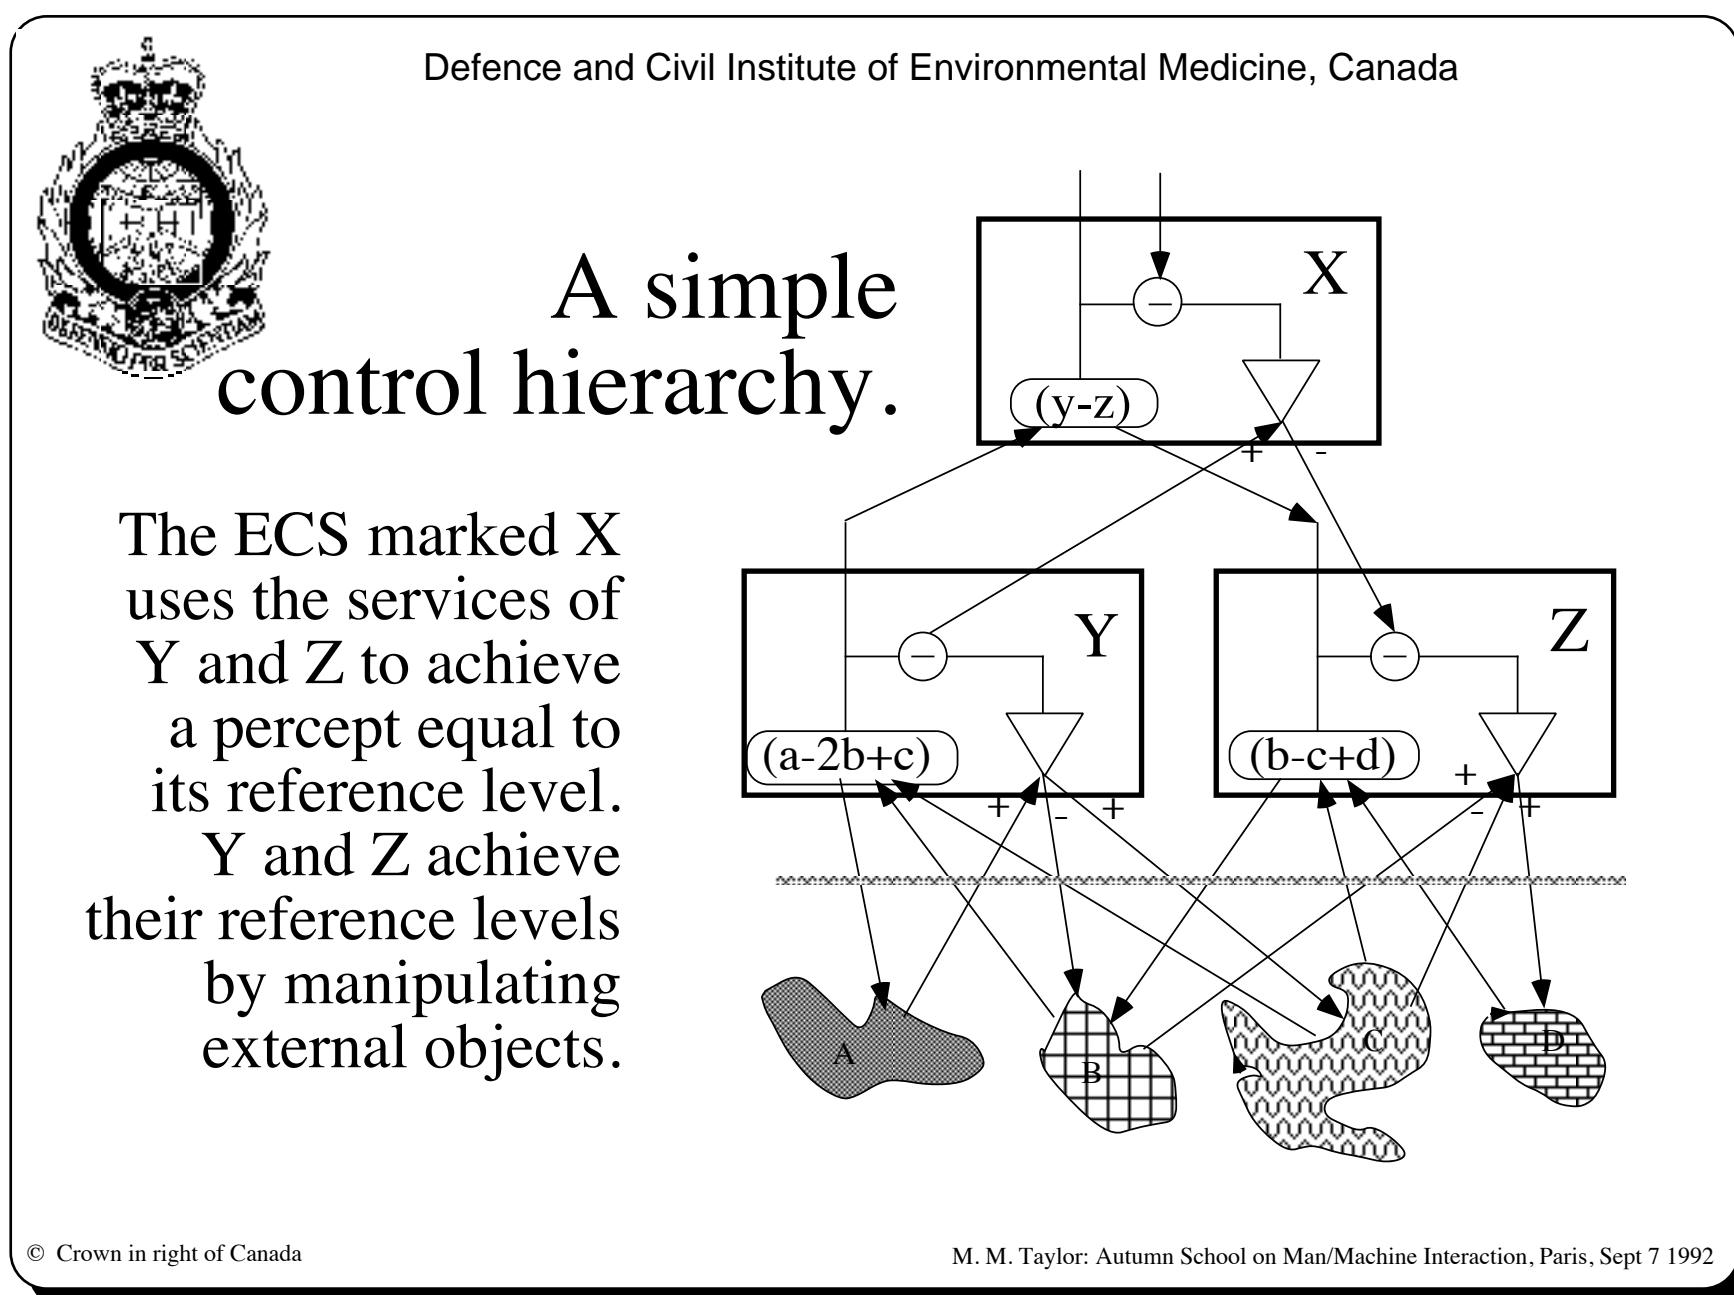 Defence and Civil Institute of Environmental Medicine, Canada
A simple
control hierarchy.
The ECS marked X
uses the services of
Y and Z to achieve
a percept equal to
its reference level.
Y and Z achieve
their reference levels
by manipulating
external objects.
X
−
(y-z)
+ -
Y
−
(a-2b+c)
+ - +
Z
−
(b-c+d)
+
- +
A
B
C
D
© Crown in right of Canada
M. M. Taylor: Autumn School on Man/Machine Interaction, Paris, Sept 7 1992